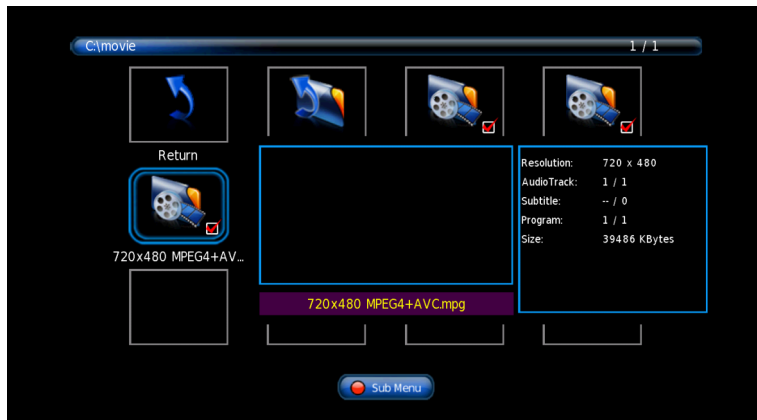 C:\movie 1 / 1
Return
720x480 MPEG4+AV...
720x480 MPEG4+AVC.mpg
Resolution: 720 x 480
AudioTrack: 1 / 1
Subtitle: -- / 0
Program: 1 / 1
Size: 39486 KBytes
Sub Menu